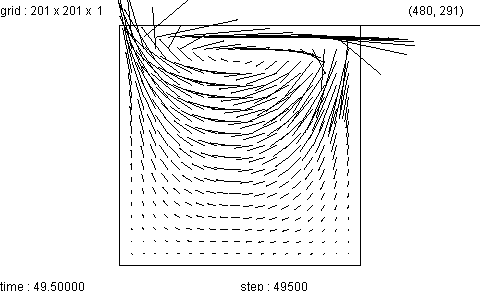 grid : 201 x 201 x 1
(480, 291)
time : 49.50000
step : 49500